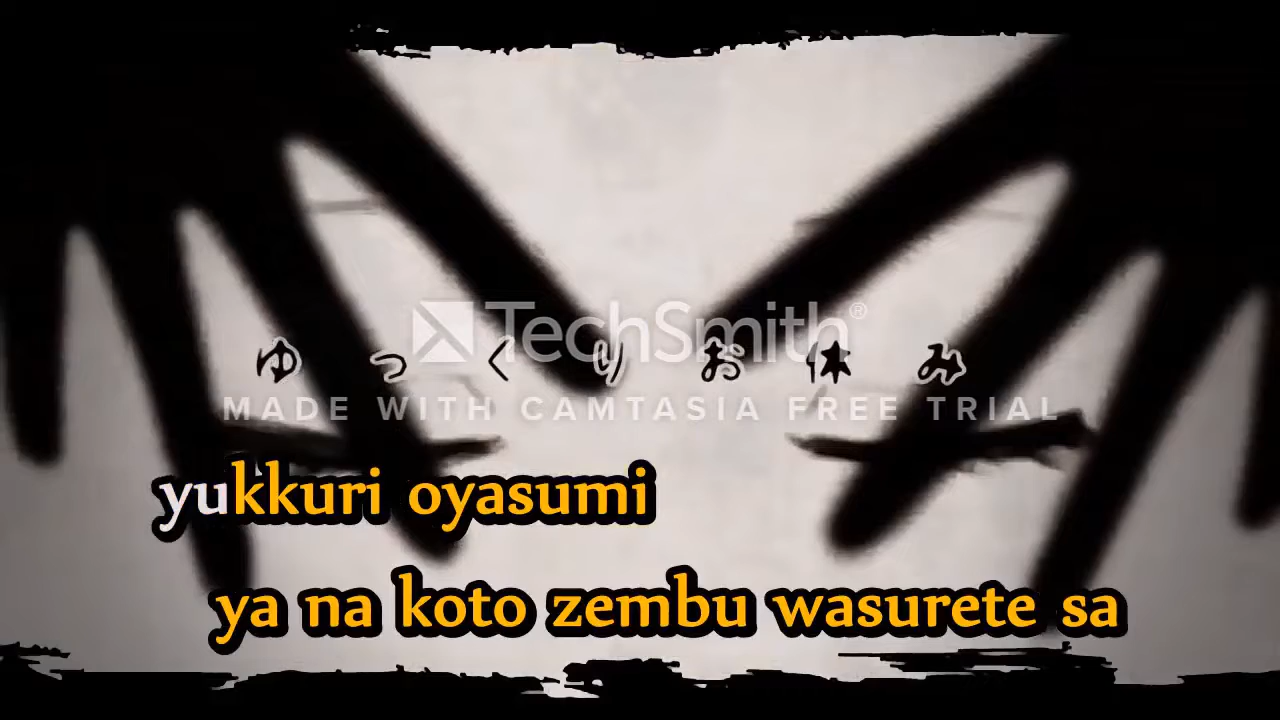 TechSmith®
ゆっくりお休み
MADE WITH CAMTASIA FREE TRIAL
yukkuri oyasumi
ya na koto zembu wasurete sa